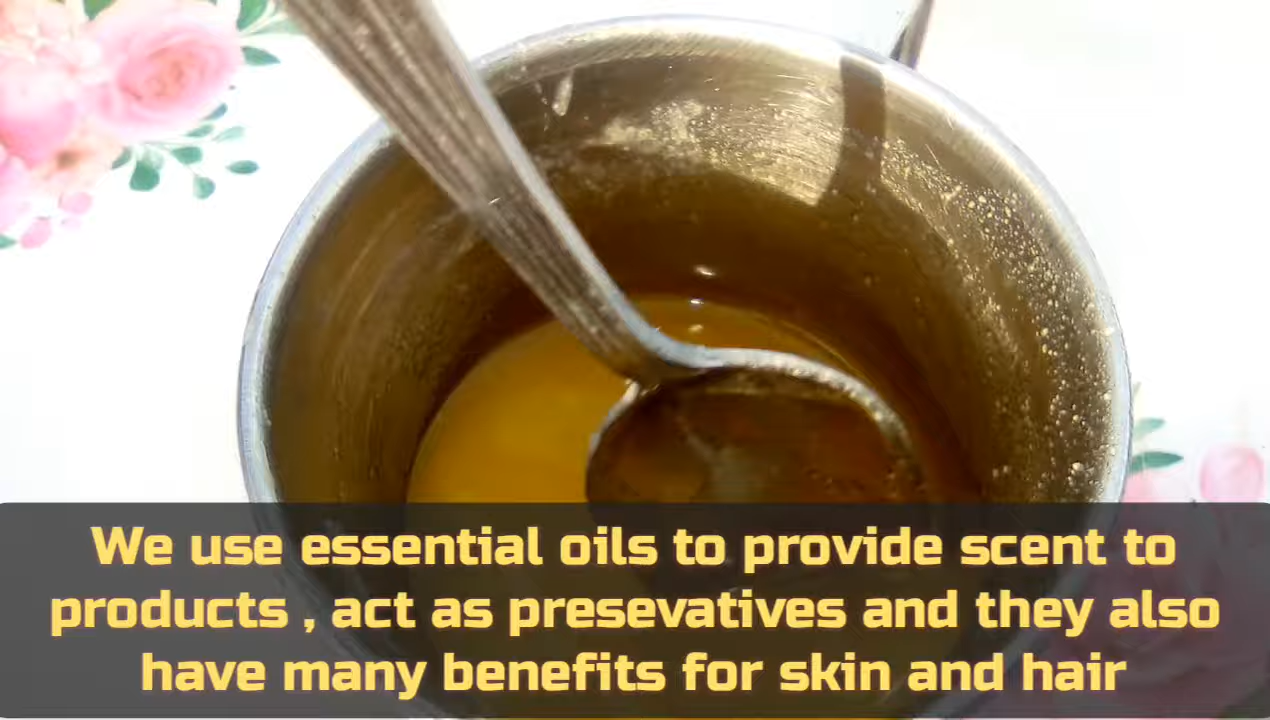 We use essential oils to provide scent to
products , act as presevatives and they also
have many benefits for skin and hair